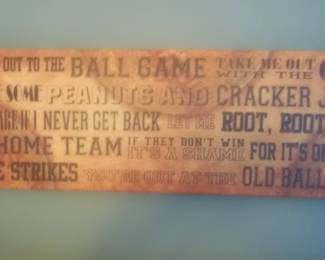 OUT TO THE BALL GAME TAKE ME OUT WITH THE
SOME PEANUTS AND CRACKER J
ARE IF I NEVER GET BACK LET ME ROOT, ROOT
HOME TEAM IF THEY DON'T WIN IT'S A SHAME FOR IT'S O
E STRIKES YOU'RE OUT AT THE OLD BALL